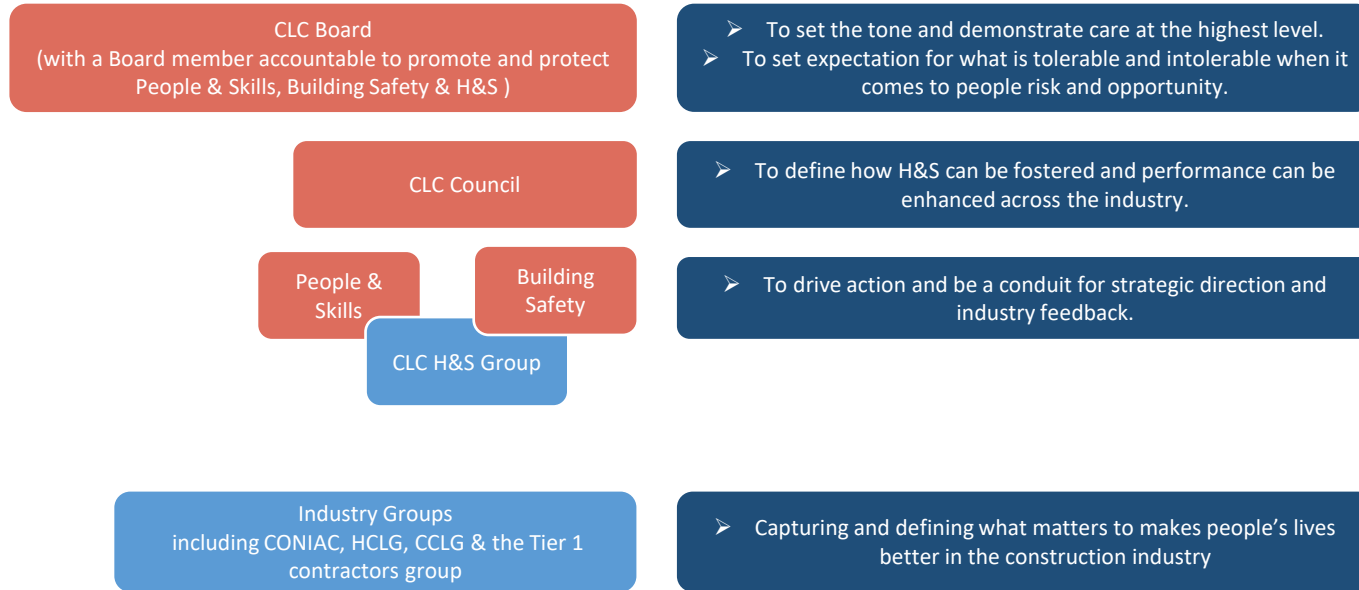 CLC Board
(with a Board member accountable to promote and protect
People & Skills, Building Safety & H&S )
➢ To set the tone and demonstrate care at the highest level.
➢ To set expectation for what is tolerable and intolerable when it
comes to people risk and opportunity.
CLC Council
➢ To define how H&S can be fostered and performance can be
enhanced across the industry.
People &
Skills
Building
Safety
CLC H&S Group
➢ To drive action and be a conduit for strategic direction and
industry feedback.
Industry Groups
including CONIAC, HCLG, CCLG & the Tier 1
contractors group
➢ Capturing and defining what matters to makes people’s lives
better in the construction industry